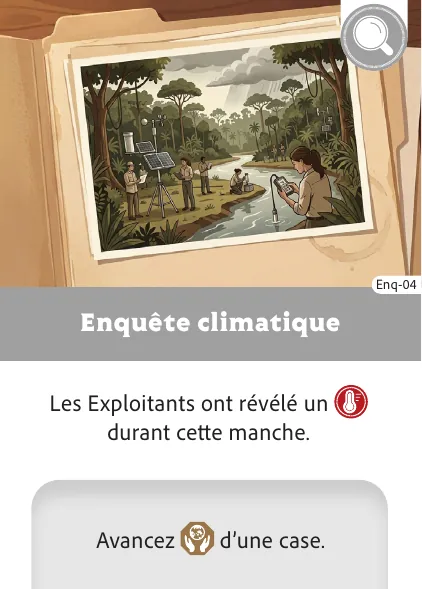 Enq-04
Enquête climatique
Les Exploitants ont révélé un
durant cette manche.
Avancez d'une case.